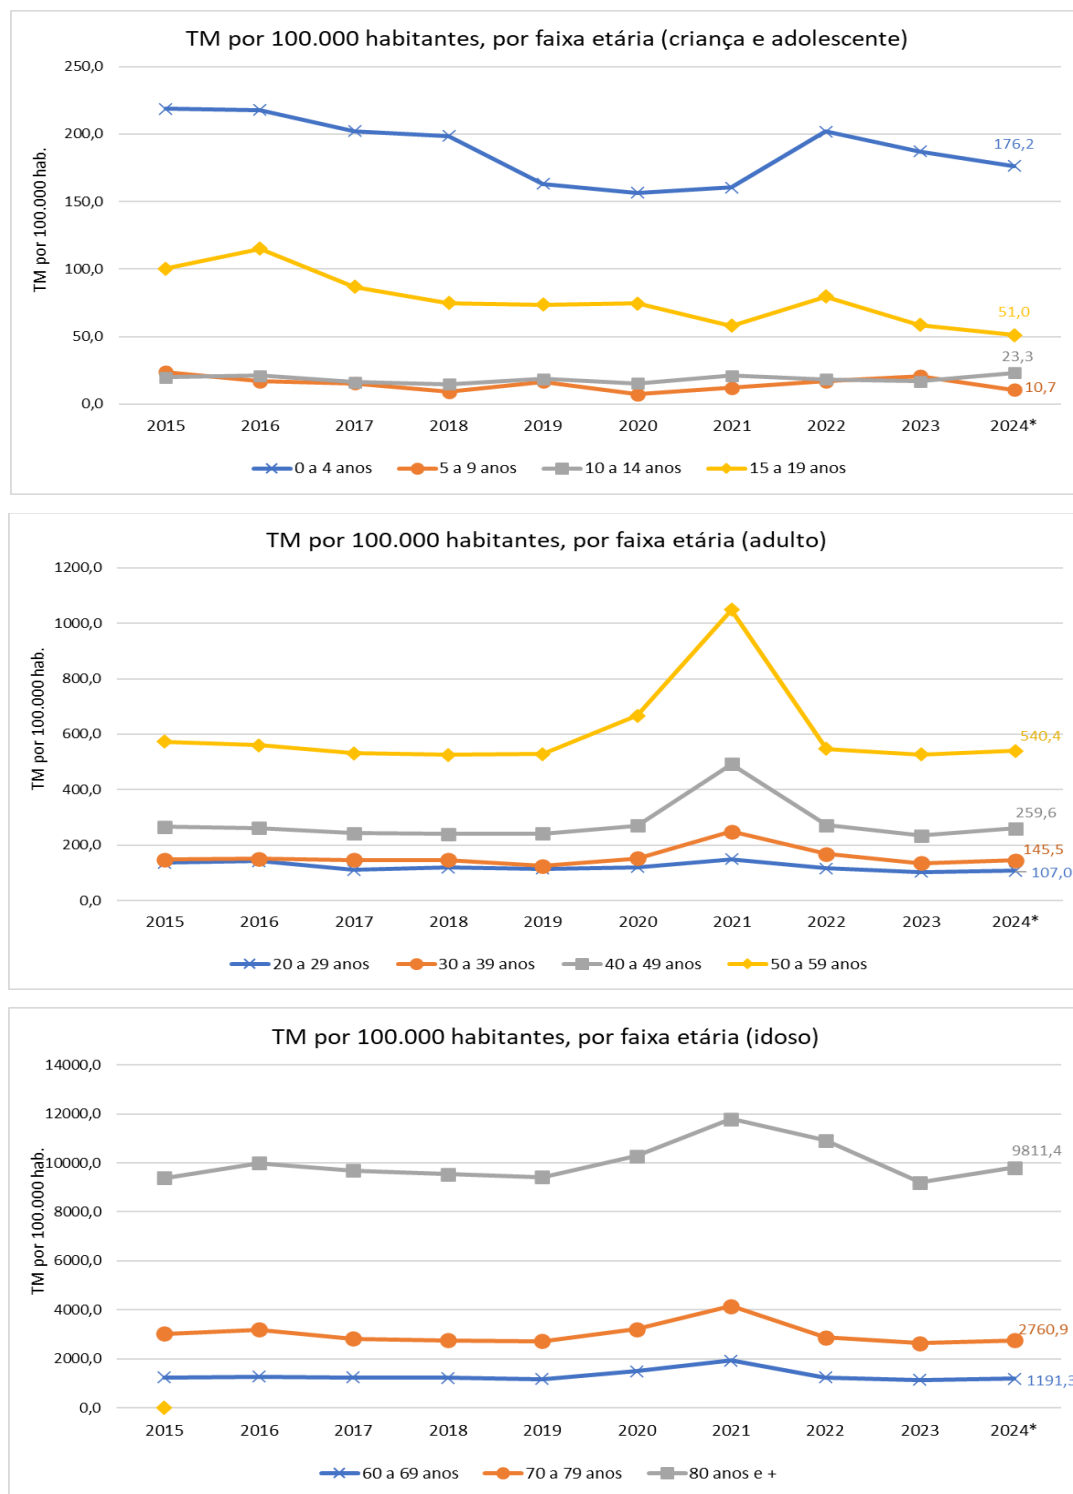 TM por 100.000 habitantes, por faixa etária (criança e adolescente)
TM por 100.000 hab.
250,0
200,0
150,0
100,0
50,0
0,0
176,2
51,0
23,3
10,7
2015 2016 2017 2018 2019 2020 2021 2022 2023 2024*
0 a 4 anos 5 a 9 anos 10 a 14 anos 15 a 19 anos
TM por 100.000 habitantes, por faixa etária (adulto)
TM por 100.000 hab.
1200,0
1000,0
800,0
600,0
400,0
200,0
0,0
540,4
259,6
145,5
107,0
2015 2016 2017 2018 2019 2020 2021 2022 2023 2024*
20 a 29 anos 30 a 39 anos 40 a 49 anos 50 a 59 anos
TM por 100.000 habitantes, por faixa etária (idoso)
TM por 100.000 hab.
14000,0
12000,0
10000,0
8000,0
6000,0
4000,0
2000,0
0,0
9811,4
2760,9
1191,3
2015 2016 2017 2018 2019 2020 2021 2022 2023 2024*
60 a 69 anos 70 a 79 anos 80 anos e +